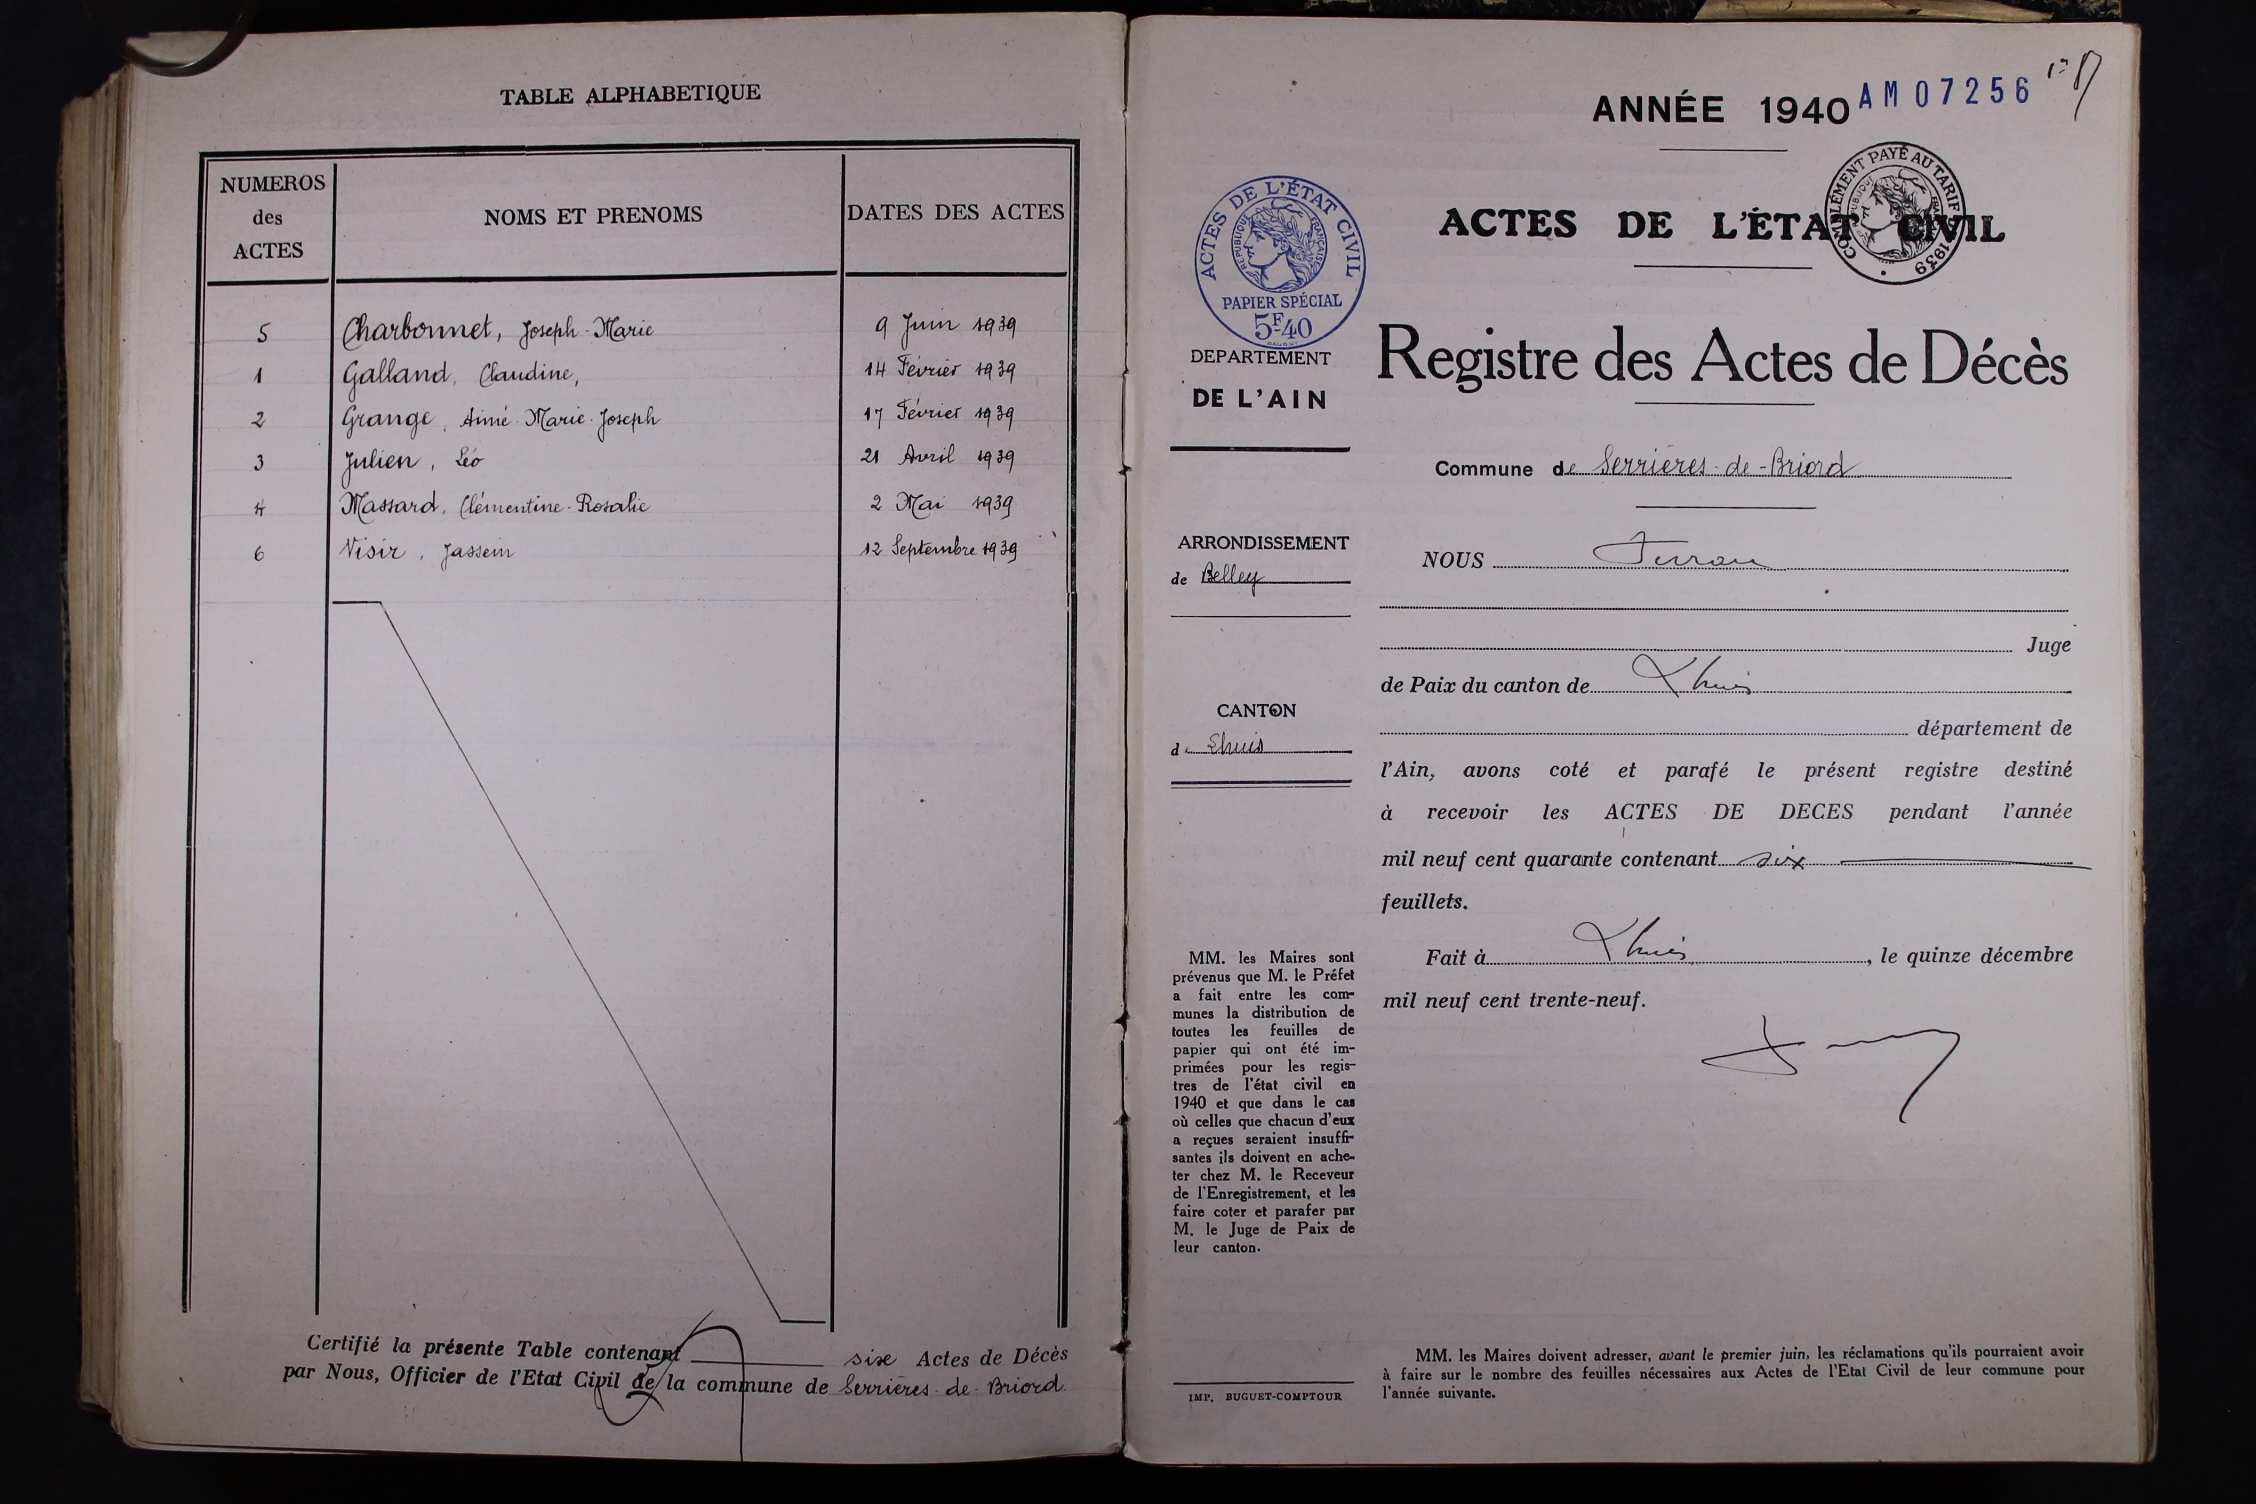 TABLE ALPHABETIQUE
NUMEROS des ACTES
NOMS ET PRENOMS
DATES DES ACTES
5 Charbonnet, Joseph-Marie 9 Juin 1939
1 Galland, Claudine, 14 Février 1939
2 Grange, Aimé-Marie-Joseph 17 Février 1939
3 Julien, Léo 21 Avril 1939
4 Massard, Clémentine-Rosalie 2 Mai 1939
6 Visir, Jassem 12 Septembre 1939
Certifié la présente Table contenant six Actes de Décès
par Nous, Officier de l'Etat Civil de la commune de Serrières-de-Briord.
ANNÉE 1940
AM07256
ACTES DE L'ÉTAT CIVIL
COMPLÉMENT PAYÉ AU TARIF 1939
ACTES DE L'ÉTAT CIVIL
RÉPUBLIQUE FRANÇAISE
PAPIER SPÉCIAL
5F40
DEPARTEMENT
DE L'AIN
Registre des Actes de Décès
Commune de Serrières-de-Briord
ARRONDISSEMENT
de Belley
CANTON
de Lhuis
NOUS
Juge
de Paix du canton de Lhuis
département de
l'Ain, avons coté et parafé le présent registre destiné
à recevoir les ACTES DE DECES pendant l'année
mil neuf cent quarante contenant six
feuillets.
Fait à Lhuis, le quinze décembre
mil neuf cent trente-neuf.
MM. les Maires sont
prévenus que M. le Préfet
a fait entre les com-
munes la distribution de
toutes les feuilles de
papier qui ont été im-
primées pour les regis-
tres de l'état civil en
1940 et que dans le cas
où celles que chacun d'eux
a reçues seraient insuffi-
santes ils doivent en ache-
ter chez M. le Receveur
de l'Enregistrement, et les
faire coter et parafer par
M. le Juge de Paix de
leur canton.
IMP. BUGUET-COMPTOUR
MM. les Maires doivent adresser, avant le premier juin, les réclamations qu'ils pourraient avoir
à faire sur le nombre des feuilles nécessaires aux Actes de l'Etat Civil de leur commune pour
l'année suivante.